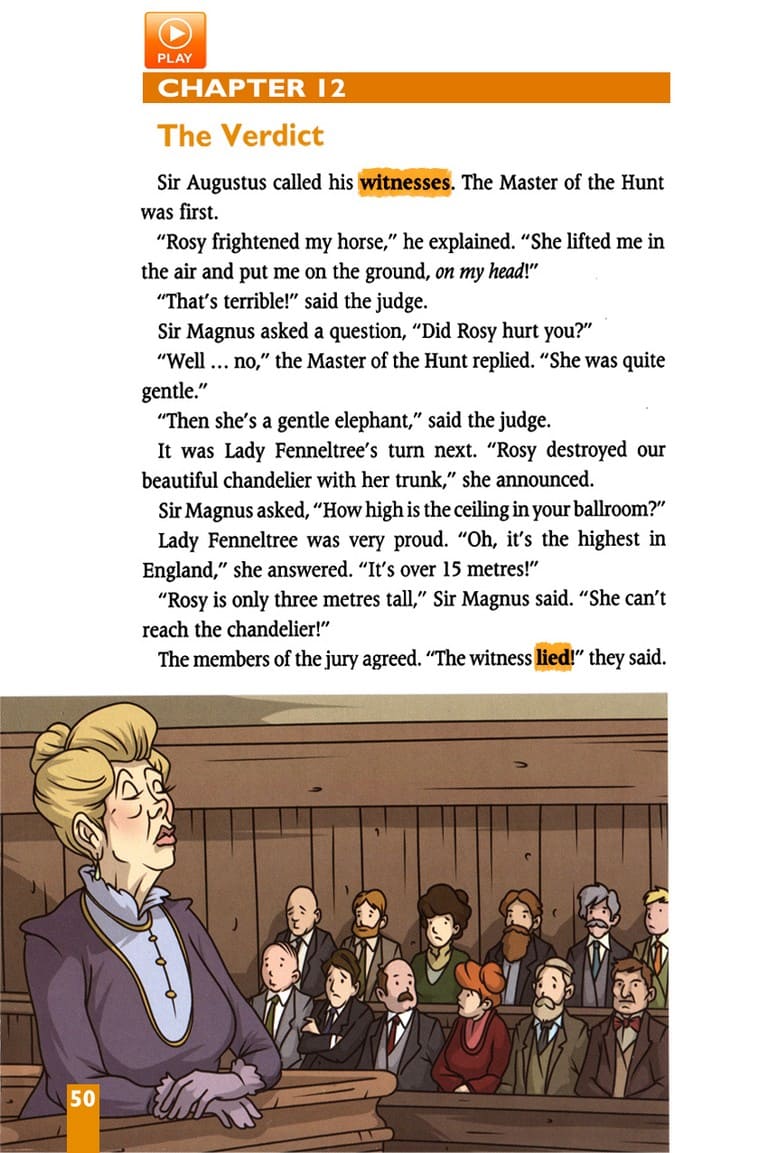 PLAY
CHAPTER 12
The Verdict
Sir Augustus called his witnesses. The Master of the Hunt
was first.
“Rosy frightened my horse,” he explained. “She lifted me in
the air and put me on the ground, on my head!”
“That’s terrible!” said the judge.
Sir Magnus asked a question, “Did Rosy hurt you?”
“Well … no,” the Master of the Hunt replied. “She was quite
gentle.”
“Then she’s a gentle elephant,” said the judge.
It was Lady Fenneltree’s turn next. “Rosy destroyed our
beautiful chandelier with her trunk,” she announced.
Sir Magnus asked, “How high is the ceiling in your ballroom?”
Lady Fenneltree was very proud. “Oh, it’s the highest in
England,” she answered. “It’s over 15 metres!”
“Rosy is only three metres tall,” Sir Magnus said. “She can’t
reach the chandelier!”
The members of the jury agreed. “The witness lied!” they said.
50